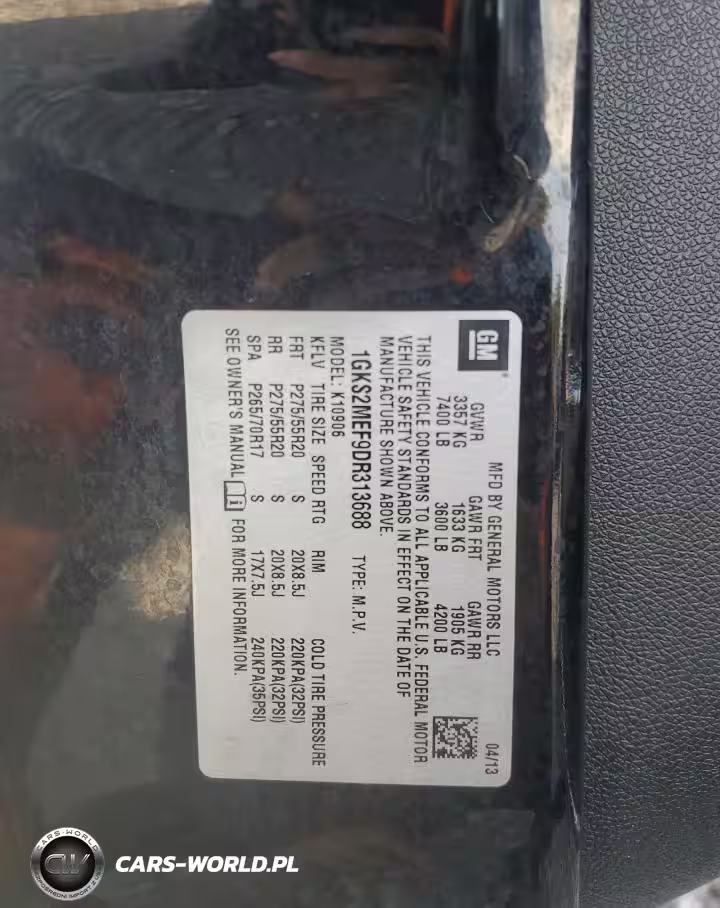 GM
MFD BY GENERAL MOTORS LLC 04/13
GVWR GAWR FRT GAWR RR
3357 KG 1633 KG 1905 KG
7400 LB 3600 LB 4200 LB
THIS VEHICLE CONFORMS TO ALL APPLICABLE U.S. FEDERAL MOTOR
VEHICLE SAFETY STANDARDS IN EFFECT ON THE DATE OF
MANUFACTURE SHOWN ABOVE.
1GKS2MEF9DR313688 TYPE: M.P.V.
MODEL: K10906
KFLV TIRE SIZE SPEED RTG RIM COLD TIRE PRESSURE
FRT P275/55R20 S 20X8.5J 220KPA(32PSI)
RR P275/55R20 S 20X8.5J 220KPA(32PSI)
SPA P265/70R17 S 17X7.5J 240KPA(35PSI)
SEE OWNER'S MANUAL FOR MORE INFORMATION.
CARS-WORLD
CW
CARS-WORLD.PL